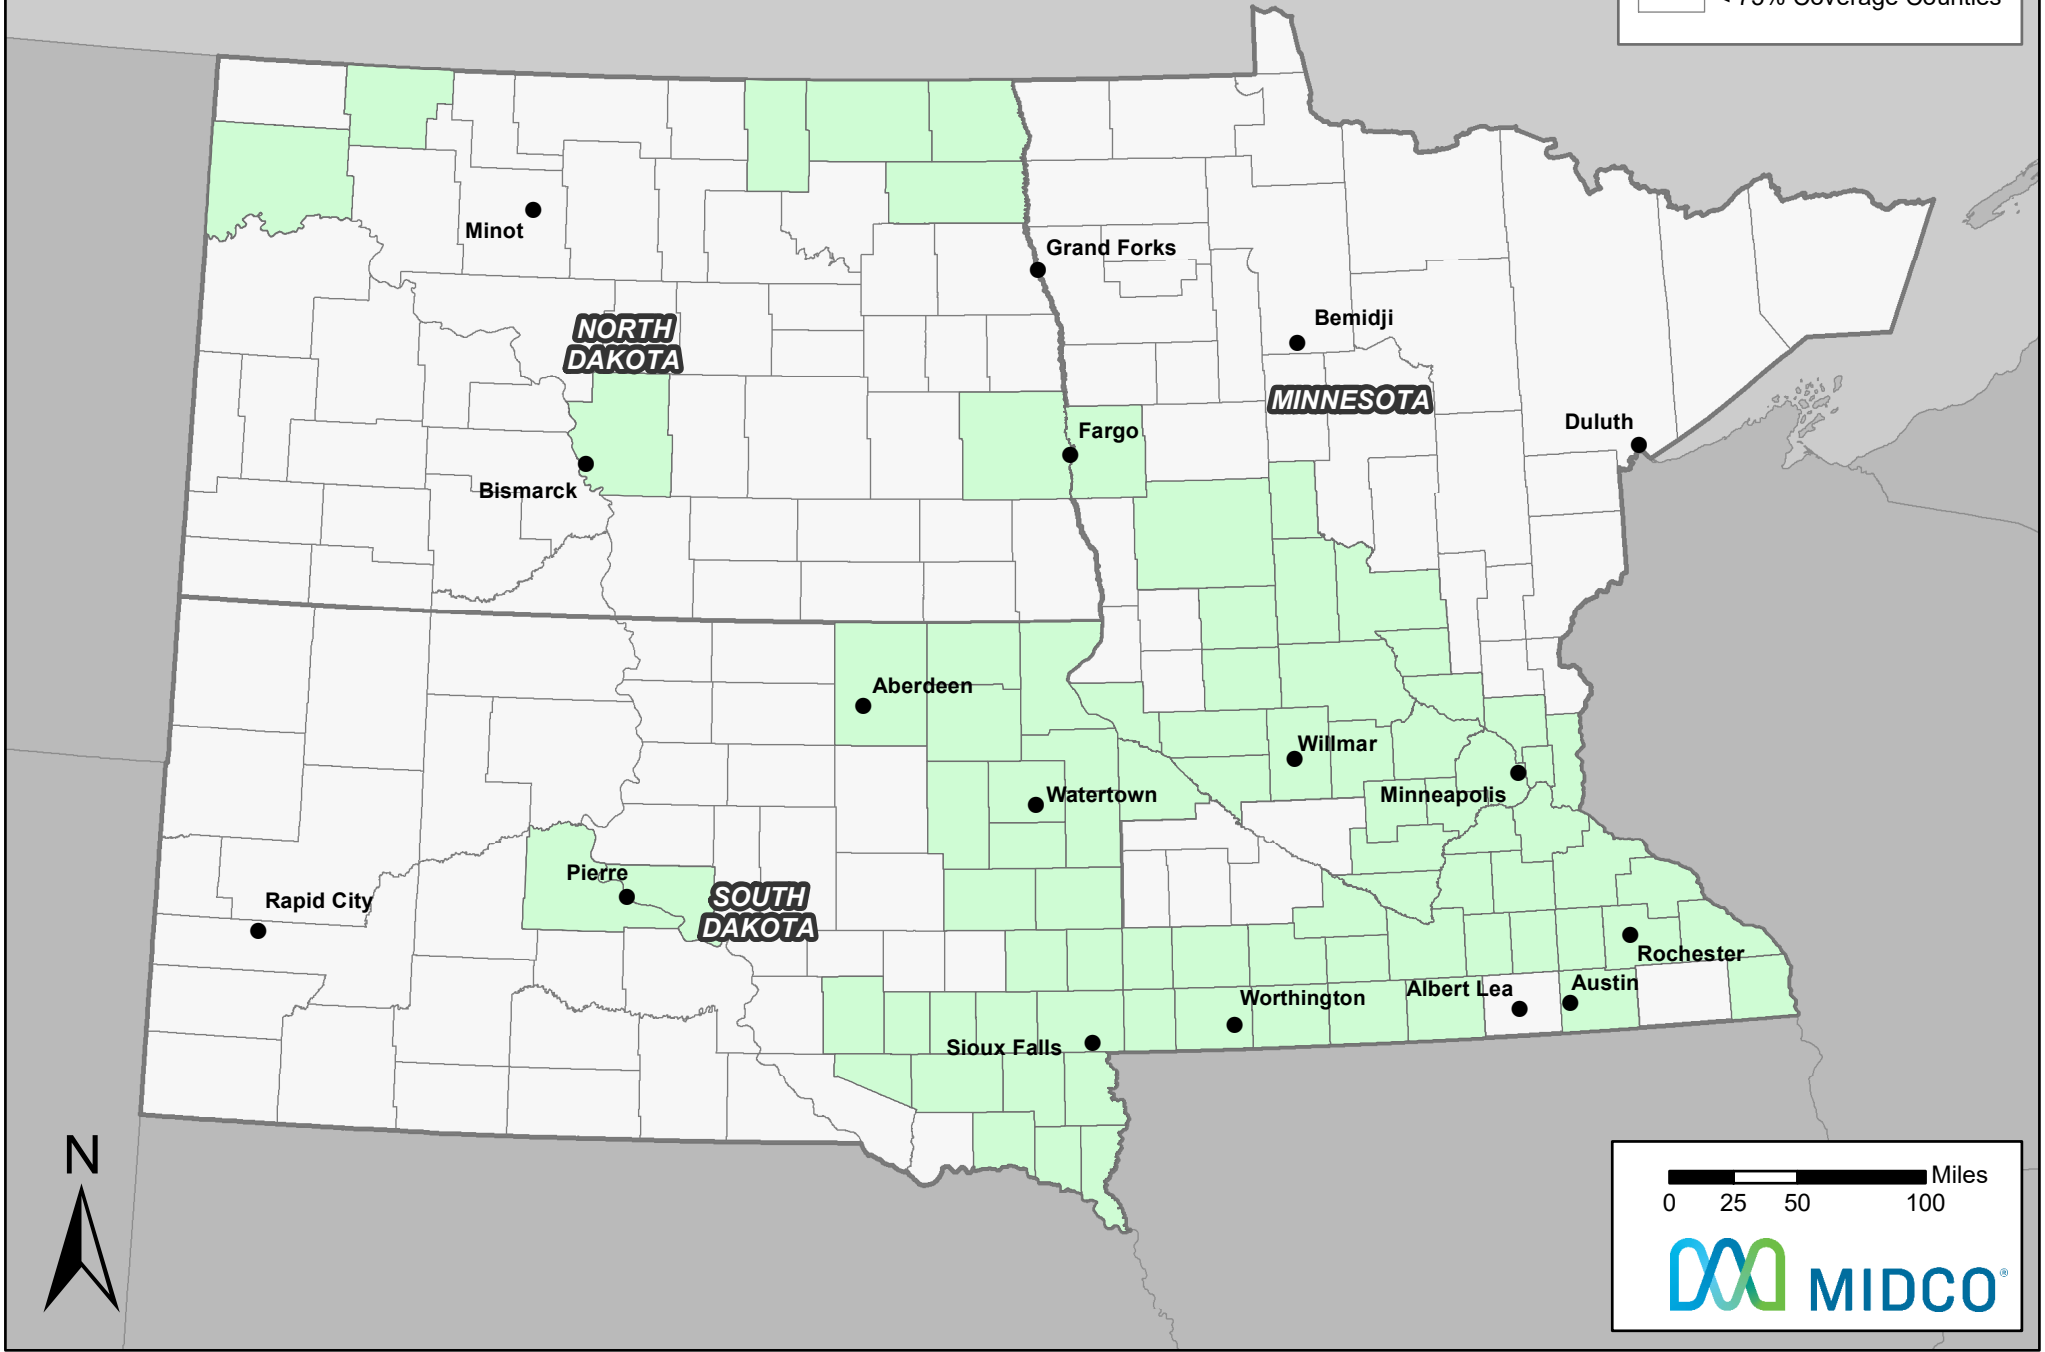 < 75% Coverage Counties
Minot
Grand Forks
NORTH
DAKOTA
Bemidji
MINNESOTA
Duluth
Fargo
Bismarck
Aberdeen
Willmar
Watertown
Minneapolis
Pierre
SOUTH
DAKOTA
Rapid City
Rochester
Austin
Albert Lea
Worthington
Sioux Falls
N
Miles
0 25 50 100
MIDCO®